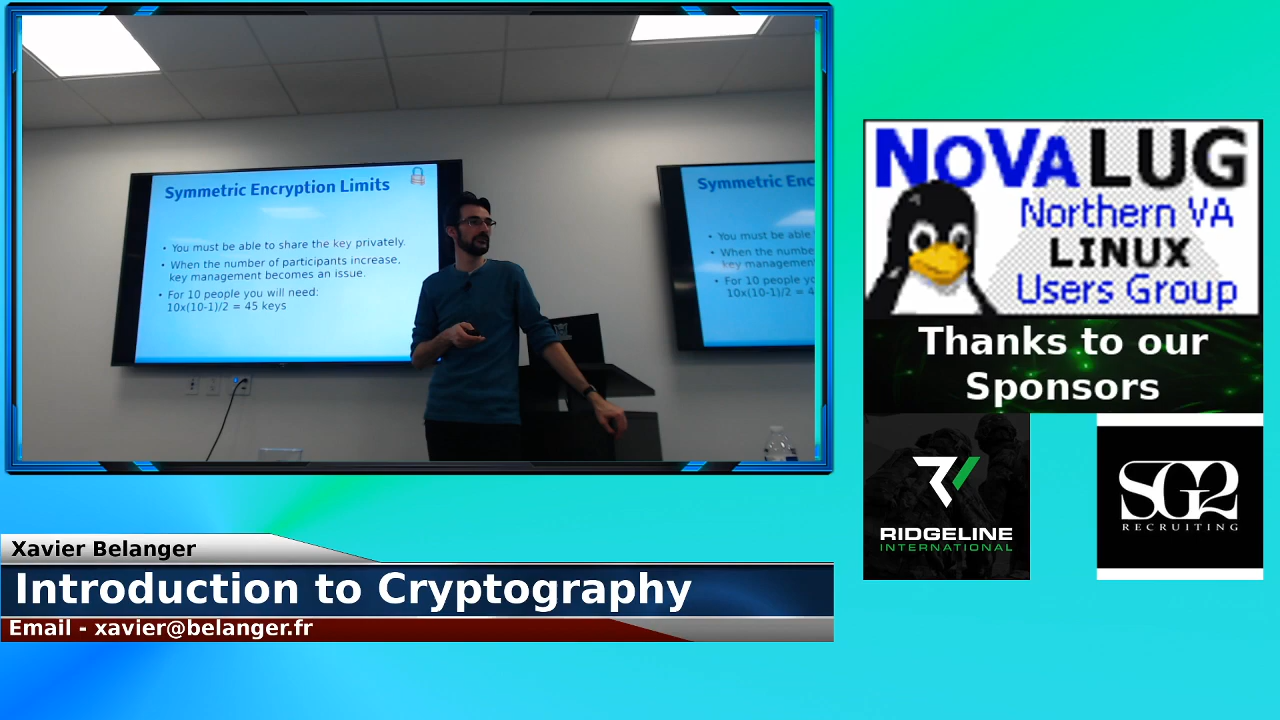 Symmetric Encryption Limits
• You must be able to share the key privately.
• When the number of participants increase,
key management becomes an issue.
• For 10 people you will need:
10x(10-1)/2 = 45 keys
Symmetric Enc
• You must be able
• When the numbe
key management
• For 10 people yo
10x(10-1)/2 = 4
NOVALUG
Northern VA
LINUX
Users Group
Thanks to our
Sponsors
RIDGELINE
INTERNATIONAL
SG2
RECRUITING
Xavier Belanger
Introduction to Cryptography
Email - xavier@belanger.fr